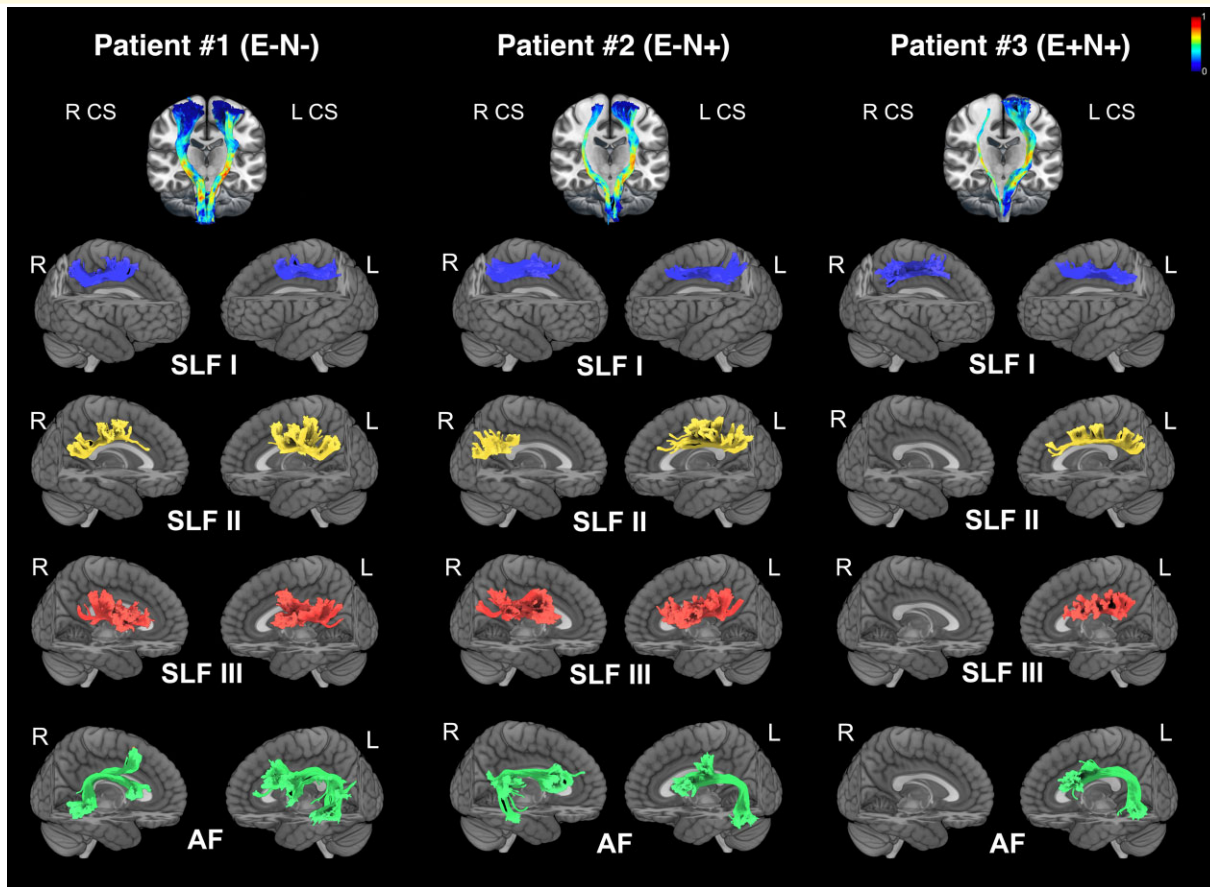 Patient #1 (E-N-) Patient #2 (E-N+) Patient #3 (E+N+)
1
0
R CS L CS R CS L CS R CS L CS
R L R L R L
SLF I SLF I SLF I
R L R L R L
SLF II SLF II SLF II
R L R L R L
SLF III SLF III SLF III
R L R L R L
AF AF AF